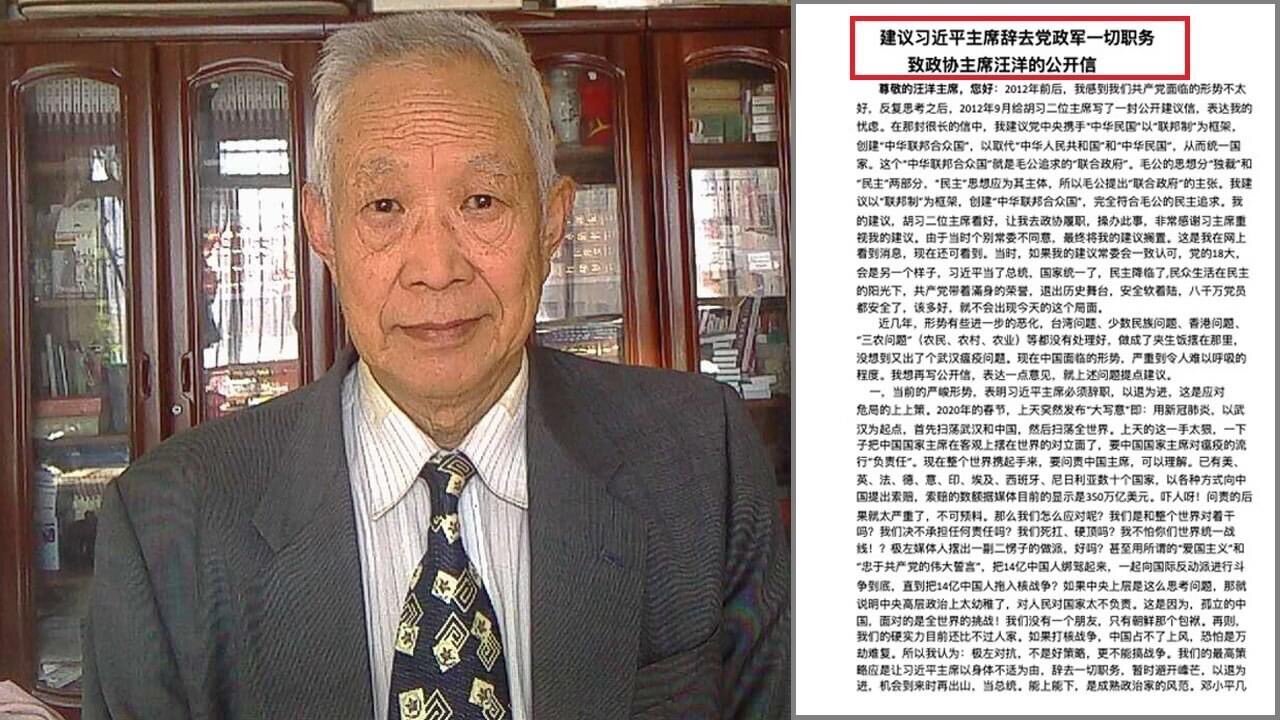 建议习近平主席辞去党政军一切职务
致政协主席汪洋的公开信
尊敬的汪洋主席，您好：2012年前后，我感到我们共产党面临的形势不太
好，反复思考之后，2012年9月给胡习二位主席写了一封公开建议信，表达我的
忧虑。在那封很长的信中，我建议党中央携手“中华民国”以“联邦制”为框架，
创建“中华联邦合众国”，以取代“中华人民共和国”和“中华民国”，从而统一国
家。这个“中华联邦合众国”就是毛公追求的“联合政府”。毛公的思想分“独裁”和
“民主”两部分，“民主”思想应为其主体，所以毛公提出“联合政府”的主张。我建
议以“联邦制”为框架，创建“中华联邦合众国”，完全符合毛公的民主追求。我
的建议，胡习二位主席看好，让我去政协履职，操办此事，非常感谢习主席重
视我的建议。由于当时个别常委不同意，最终将我的建议搁置。这是我在网上
看到消息，现在还可看到。当时，如果我的建议常委会一致认可，党的18大，
会是另一个样子，习近平当了总统，国家统一了，民主降临了，民众生活在民主
的阳光下，共产党带着满身的荣誉，退出历史舞台，安全软着陆，八千万党员
都安全了，该多好，就不会出现今天的这个局面。
近几年，形势有些进一步的恶化，台湾问题、少数民族问题、香港问题、
“三农问题”（农民、农村、农业）等都没有处理好，做成了夹生饭摆在那里，
没想到又出了个武汉瘟疫问题。现在中国面临的形势，严重到令人难以呼吸的
程度。我想再写公开信，表达一点意见，就上述问题提点建议。
一、当前的严峻形势，表明习近平主席必须辞职，以退为进，这是应对
危局的上上策。2020年的春节，上天突然发布“大写意”即：用新冠肺炎，以武
汉为起点，首先扫荡武汉和中国，然后扫荡全世界。上天的这一手太狠，一下
子把中国国家主席在客观上摆在世界的对立面了，要中国国家主席对瘟疫的流
行“负责任”。现在整个世界携起手来，要问责中国主席，可以理解。已有美、
英、法、德、意、印、埃及、西班牙、尼日利亚数十个国家，以各种方式向中
国提出索赔，索赔的数额据媒体目前的显示是350万亿美元。吓人呀！问责的后
果就太严重了，不可预料。那么我们怎么应对呢？我们是和整个世界对着干
吗？我们决不承担任何责任吗？我们死扛、硬顶吗？我不怕你们世界统一战
线！？极左媒体人摆出一副二愣子的做派，好吗？甚至用所谓的“爱国主义”和
“忠于共产党的伟大誓言”，把14亿中国人绑驾起来，一起向国际反动派进行斗
争到底，直到把14亿中国人拖入核战争？如果中央上层是这么思考问题，那就
说明中央高层政治上太幼稚了，对人民对国家太不负责。这是因为，孤立的中
国，面对的是全世界的挑战！我们没有一个朋友，只有朝鲜那个包袱。再则，
我们的硬实力目前还比不过人家。如果打核战争，中国占不了上风，恐怕是万
劫难复。所以我认为：极左对抗，不是好策略，更不能搞战争。我们的最高策
略应是让习近平主席以身体不适为由，辞去一切职务，暂时避开峰芒，以退为
进，机会到来时再出山，当总统。能上能下，是成熟政治家的风范。邓小平几